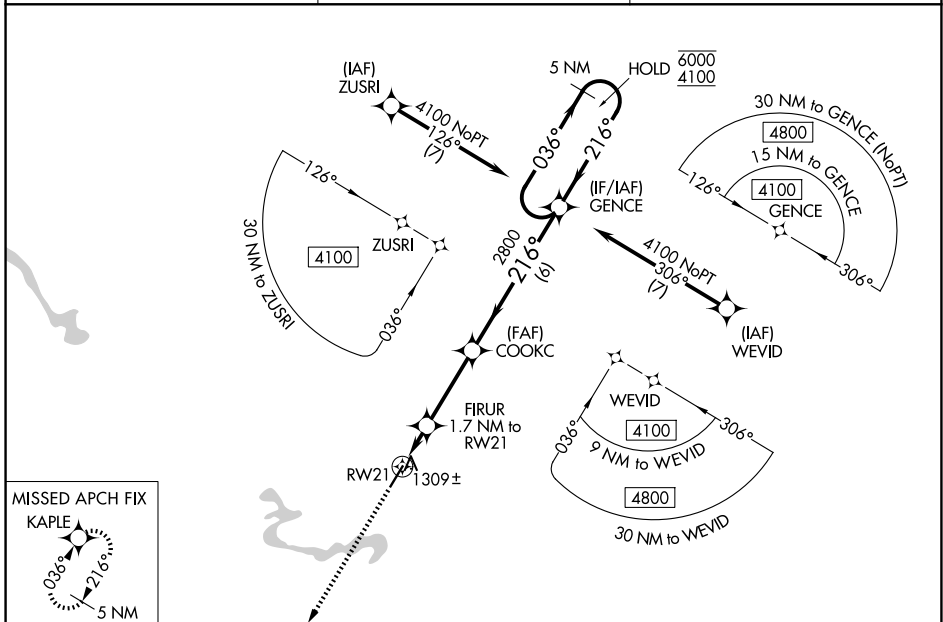 (IAF)
ZUSRI
4100 NoPT
126°
(7)
5 NM
HOLD
6000
4100
036°
216°
(IF/IAF)
GENCE
30 NM to GENCE (NoPT)
4800
15 NM to GENCE
4100
GENCE
126°
306°
126°
ZUSRI
4100
30 NM to ZUSRI
036°
2800
216°
(6)
4100 NoPT
306°
(7)
(IAF)
WEVID
(FAF)
COOKC
FIRUR
1.7 NM to
RW21
RW21
1309±
WEVID
4100
9 NM to WEVID
4800
30 NM to WEVID
036°
306°
MISSED APCH FIX
KAPLE
036°
216°
5 NM